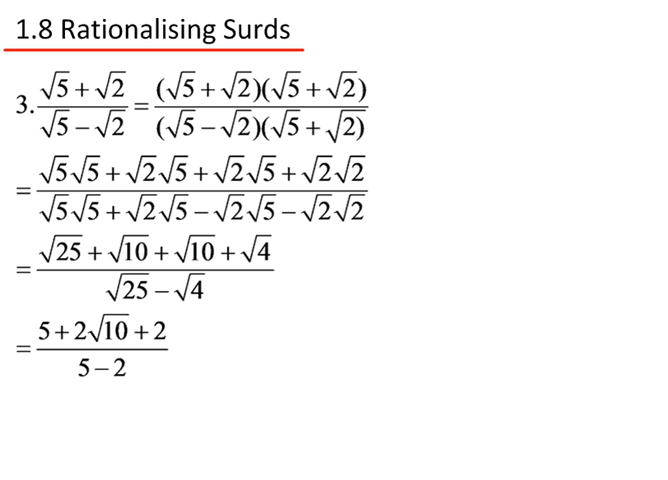 1.8 Rationalising Surds
3. (√5 + √2)/(√5 − √2) = ((√5 + √2)(√5 + √2))/((√5 − √2)(√5 + √2))
= (√5√5 + √2√5 + √2√5 + √2√2)/(√5√5 + √2√5 − √2√5 − √2√2)
= (√25 + √10 + √10 + √4)/(√25 − √4)
= (5 + 2√10 + 2)/(5 − 2)